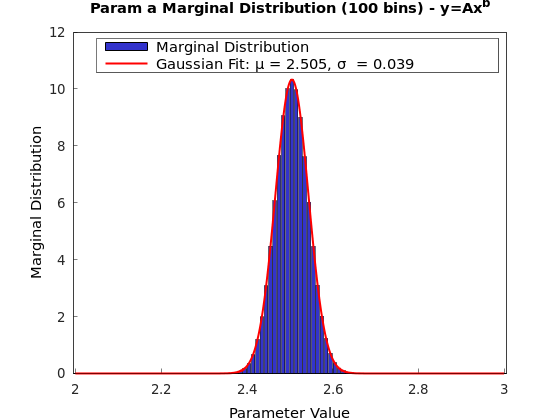 Param a Marginal Distribution (100 bins) - y=Ax^b
Marginal Distribution
Gaussian Fit: μ = 2.505, σ = 0.039
12
10
8
6
4
2
0
Marginal Distribution
2 2.2 2.4 2.6 2.8 3
Parameter Value